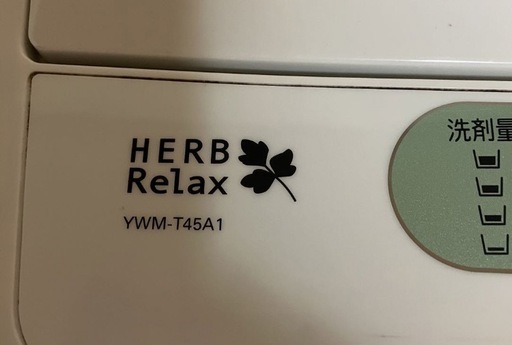 HERB
Relax
YWM-T45A1
洗剤量